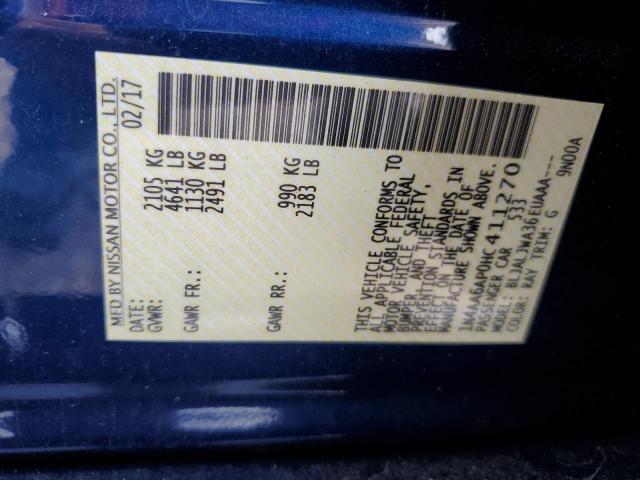 MFD BY NISSAN MOTOR CO., LTD.
DATE: 02/17
GVWR: 2105 KG
4641 LB
GAWR FR.: 1130 KG
2491 LB
GAWR RR.: 990 KG
2183 LB
THIS VEHICLE CONFORMS TO
ALL APPLICABLE FEDERAL
MOTOR VEHICLE SAFETY,
BUMPER, AND THEFT
PREVENTION STANDARDS IN
EFFECT ON THE DATE OF
MANUFACTURE SHOWN ABOVE.
1N4AA6AP0HC411270
PASSENGER CAR 533
MODEL: BLJALJWA36EUAAA---
COLOR: RAY TRIM: G 9N00A